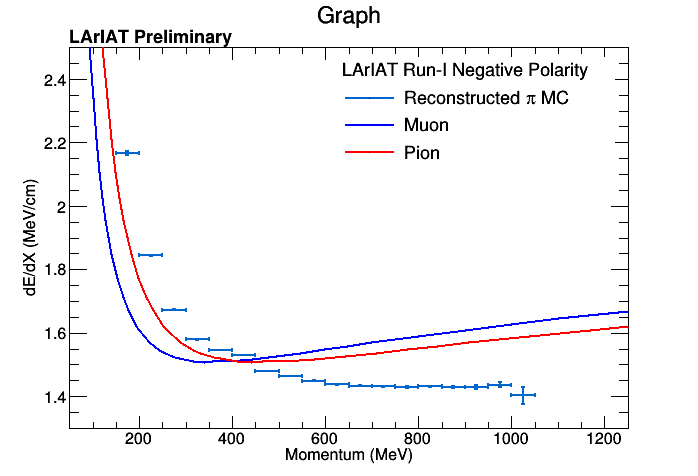 Graph
LArIAT Preliminary
LArIAT Run-I Negative Polarity
Reconstructed π MC
Muon
Pion
dE/dX (MeV/cm)
2.4
2.2
2
1.8
1.6
1.4
200 400 600 800 1000 1200
Momentum (MeV)